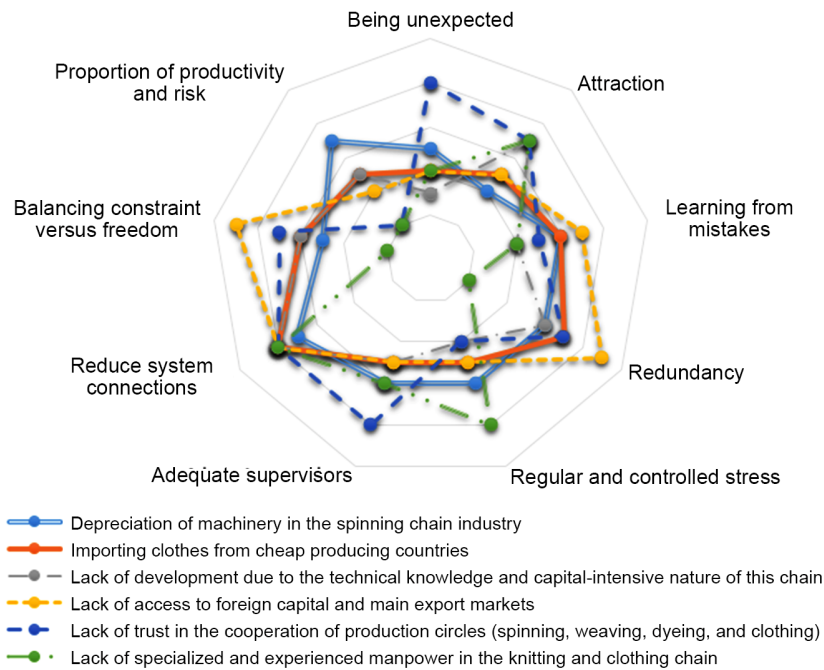 Being unexpected
Proportion of productivity
and risk
Attraction
Balancing constraint
versus freedom
Learning from
mistakes
Reduce system
connections
Redundancy
Adequate supervisors
Regular and controlled stress
Depreciation of machinery in the spinning chain industry
Importing clothes from cheap producing countries
Lack of development due to the technical knowledge and capital-intensive nature of this chain
Lack of access to foreign capital and main export markets
Lack of trust in the cooperation of production circles (spinning, weaving, dyeing, and clothing)
Lack of specialized and experienced manpower in the knitting and clothing chain